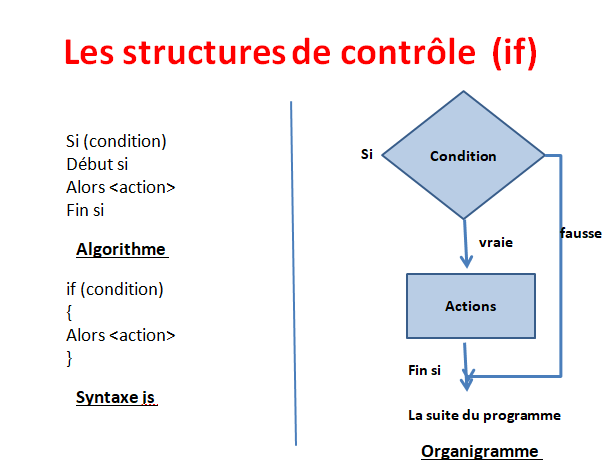 Les structures de contrôle (if)
Si (condition)
Début si
Alors <action>
Fin si
Algorithme
if (condition)
{
Alors <action>
}
Syntaxe js
Si
Condition
vraie
fausse
Actions
Fin si
La suite du programme
Organigramme